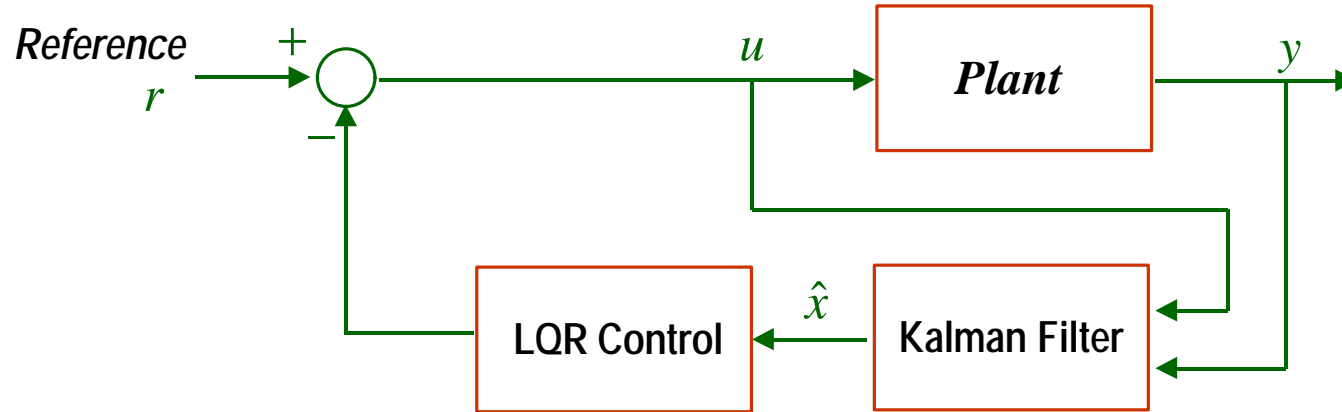 Reference
r
+
−
u
Plant
y
LQR Control
x̂
Kalman Filter